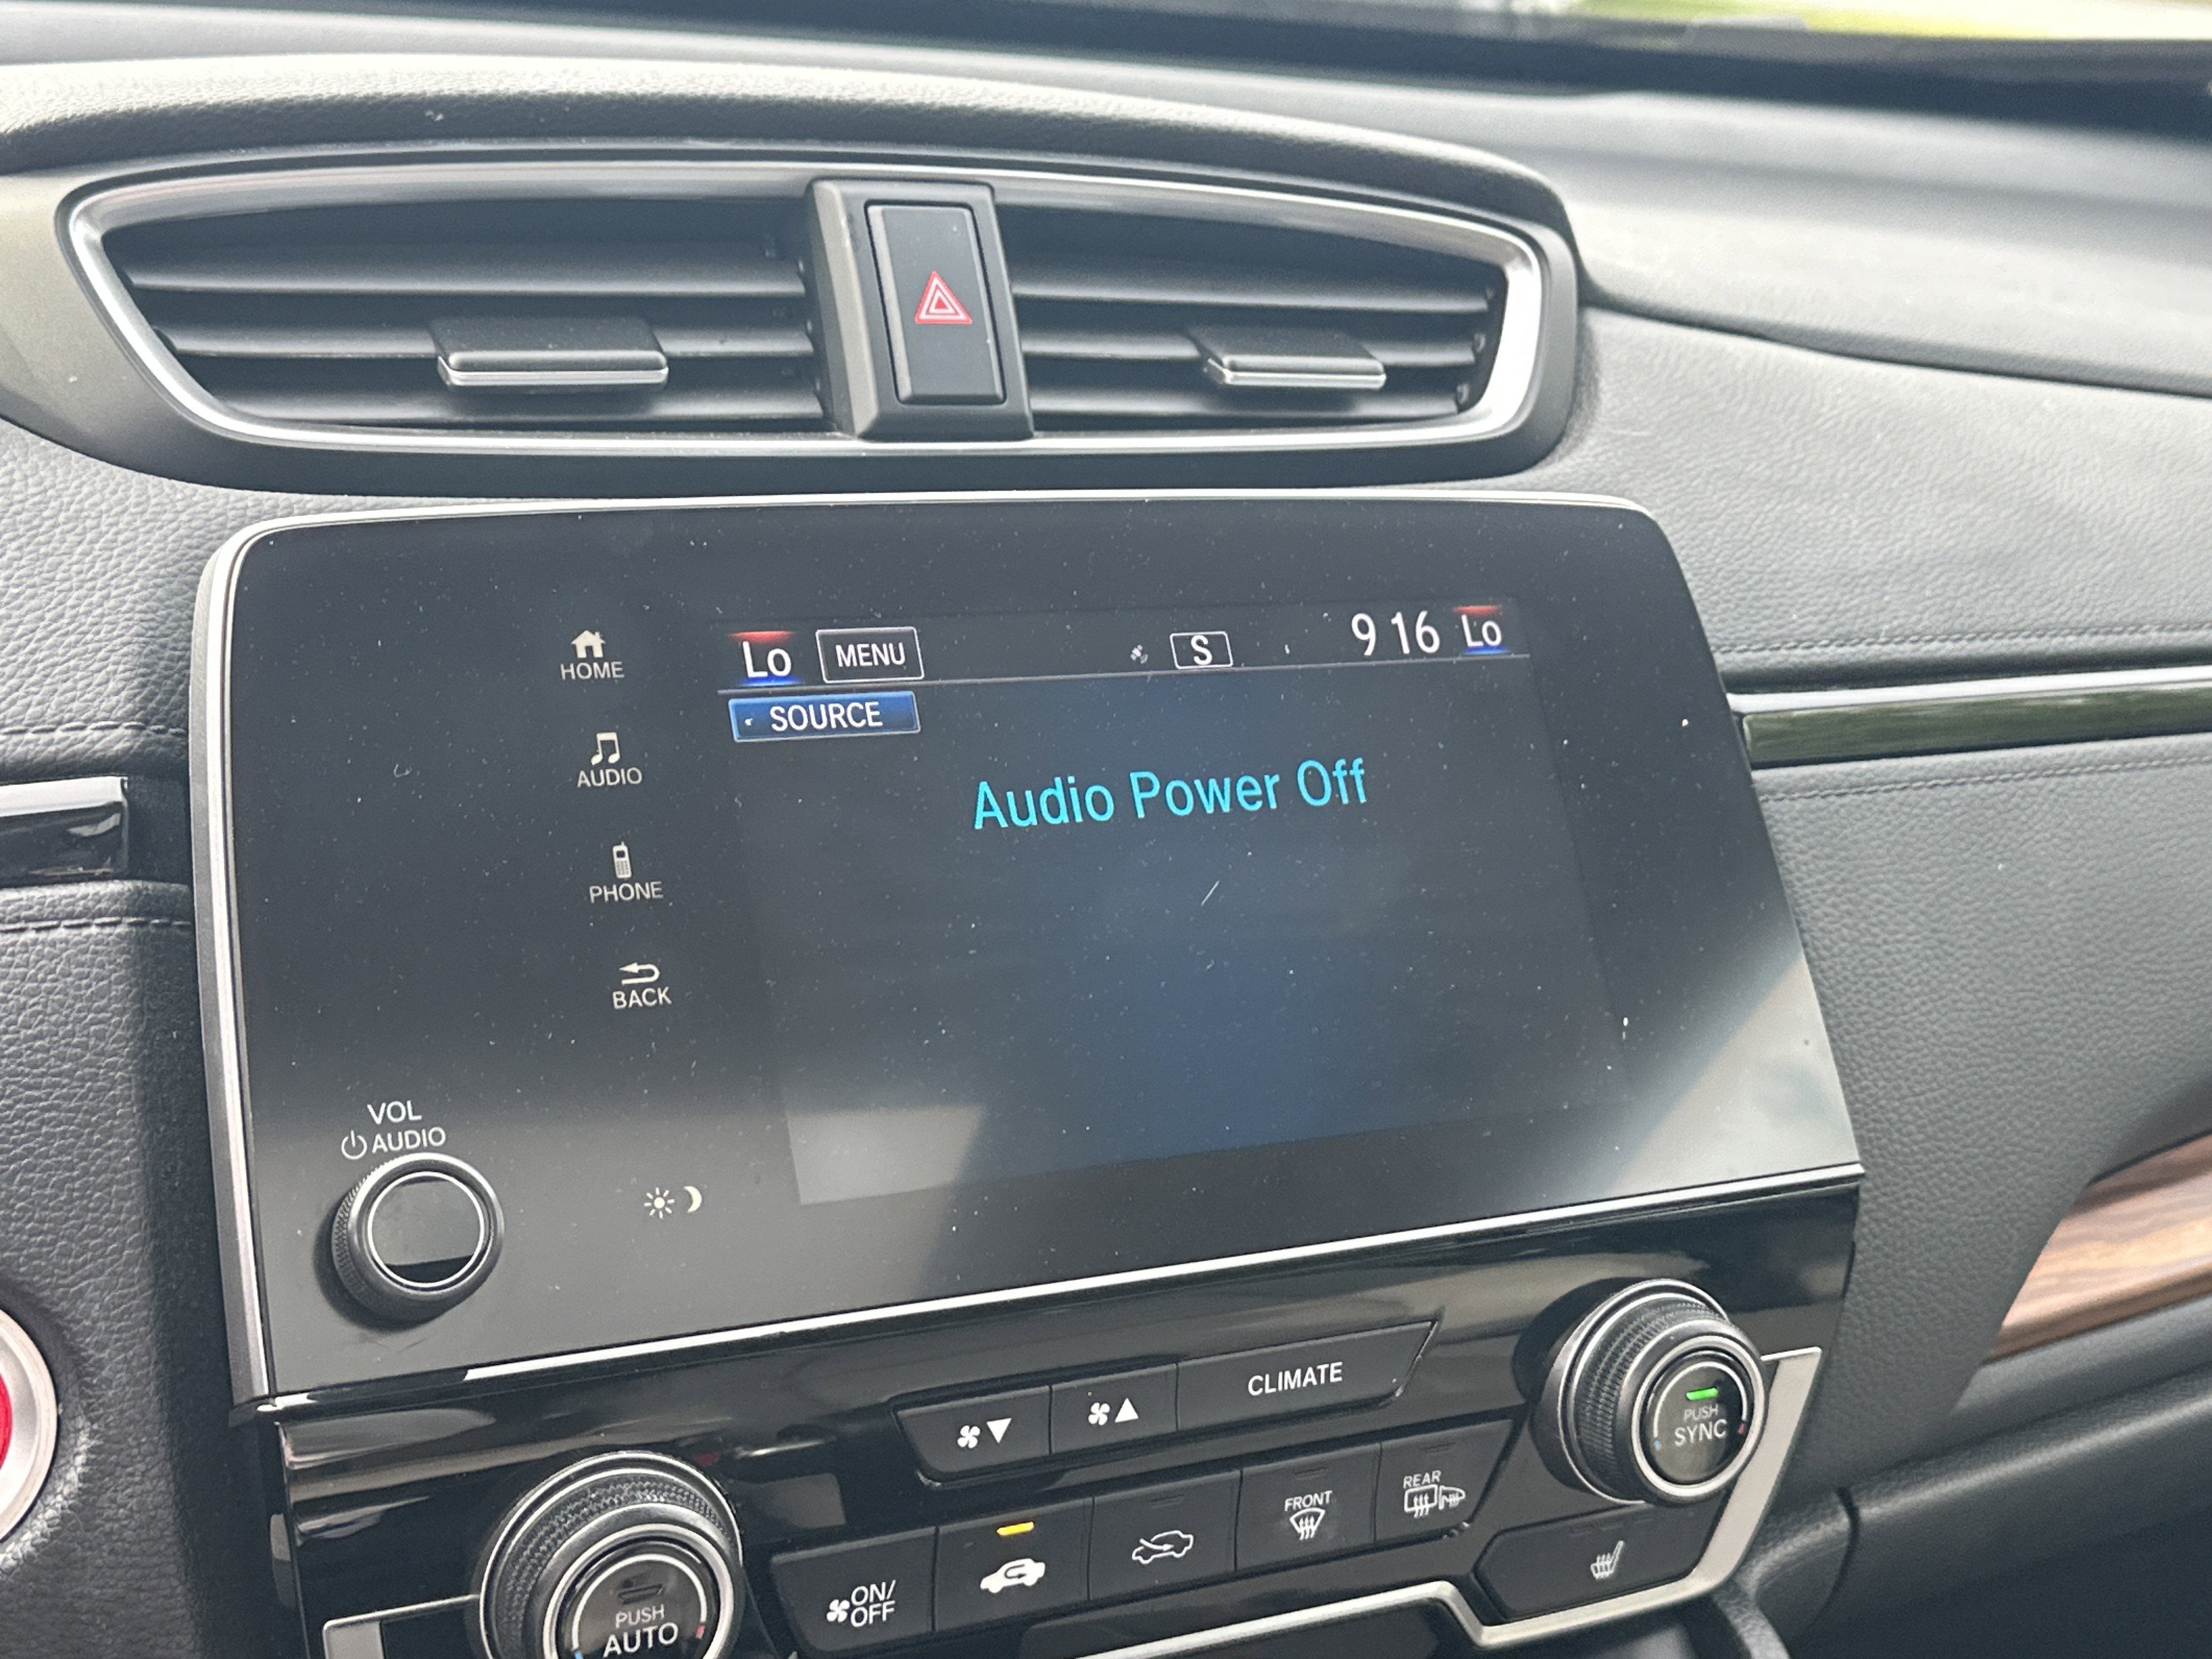 Lo MENU S 9 16 Lo
SOURCE
Audio Power Off
HOME
AUDIO
PHONE
BACK
VOL
AUDIO
CLIMATE
PUSH
SYNC
REAR
FRONT
ON/
OFF
PUSH
AUTO